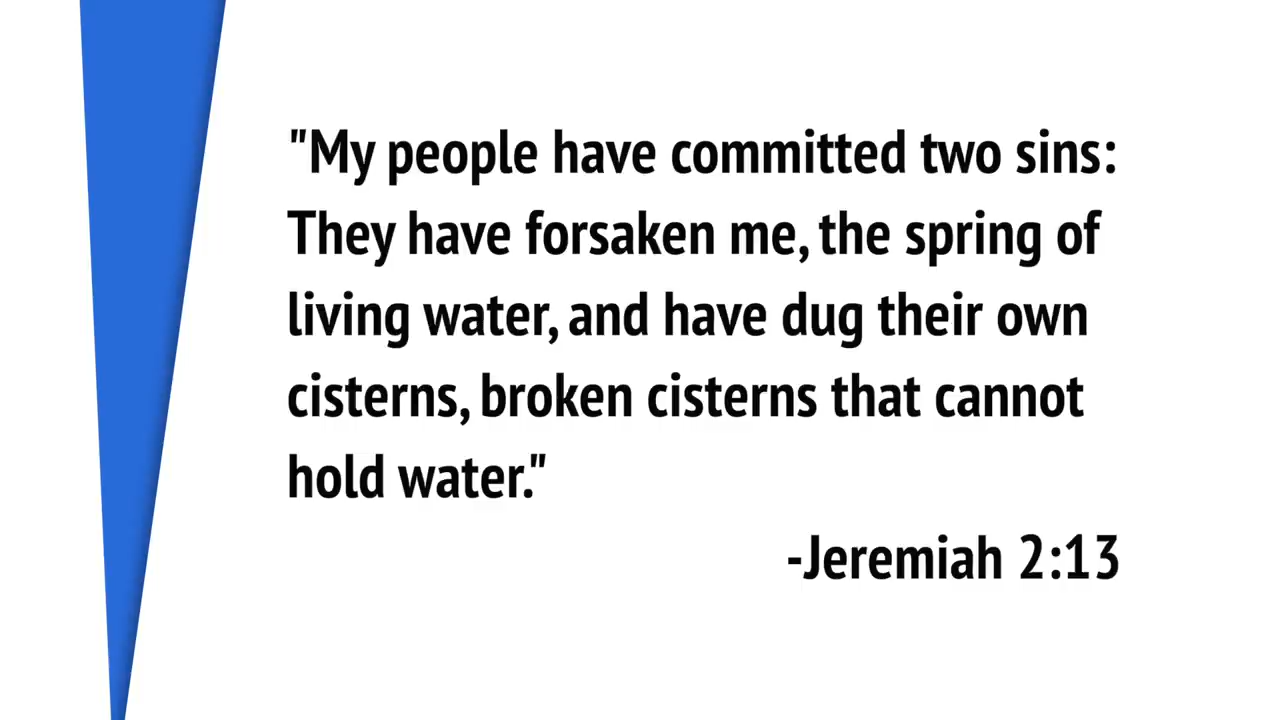 "My people have committed two sins:
They have forsaken me, the spring of
living water, and have dug their own
cisterns, broken cisterns that cannot
hold water."
-Jeremiah 2:13